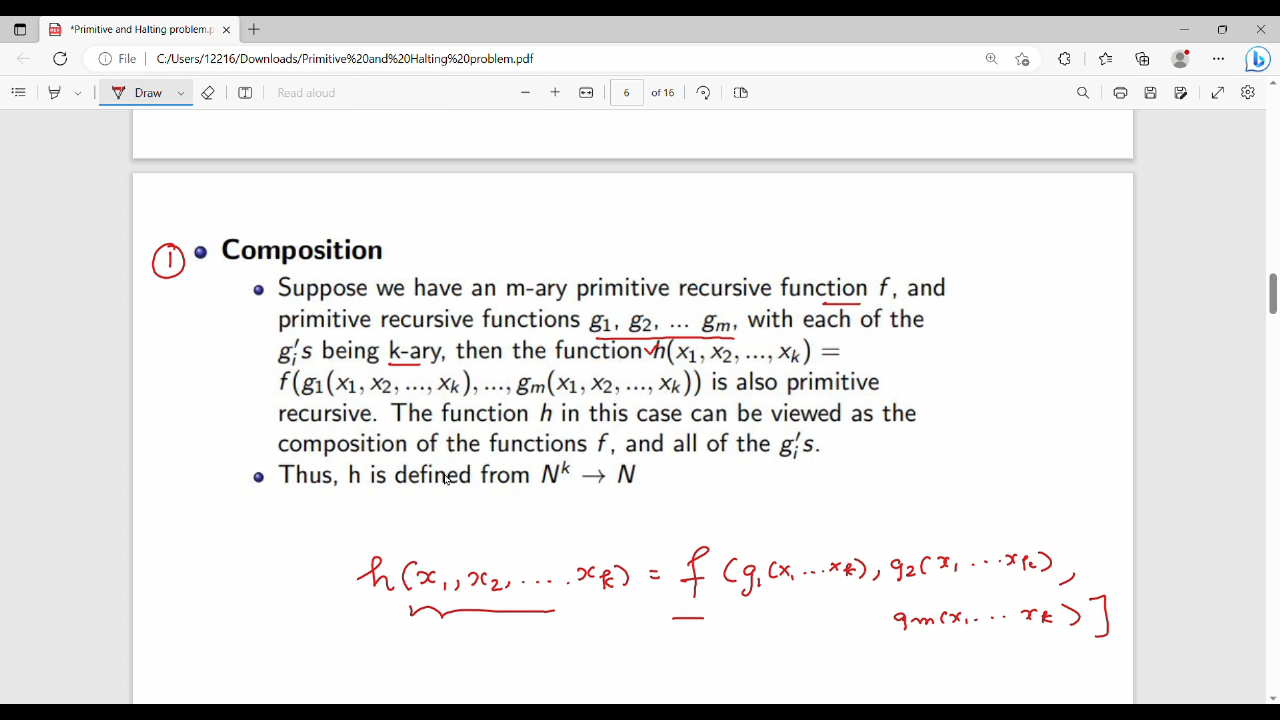 *Primitive and Halting problem.p
File C:/Users/12216/Downloads/Primitive%20and%20Halting%20problem.pdf
Draw Read aloud 6 of 16
① Composition
Suppose we have an m-ary primitive recursive function f, and
primitive recursive functions g₁, g₂, ... gₘ, with each of the
g′ᵢs being k-ary, then the function h(x₁, x₂, ..., xₖ) =
f(g₁(x₁, x₂, ..., xₖ), ..., gₘ(x₁, x₂, ..., xₖ)) is also primitive
recursive. The function h in this case can be viewed as the
composition of the functions f, and all of the g′ᵢs.
Thus, h is defined from Nᵏ → N
h(x₁, x₂, .... xₖ) = f (g₁(x₁ ... xₖ), g₂(x₁ ... xₖ),
gₘ(x₁ ... xₖ)]